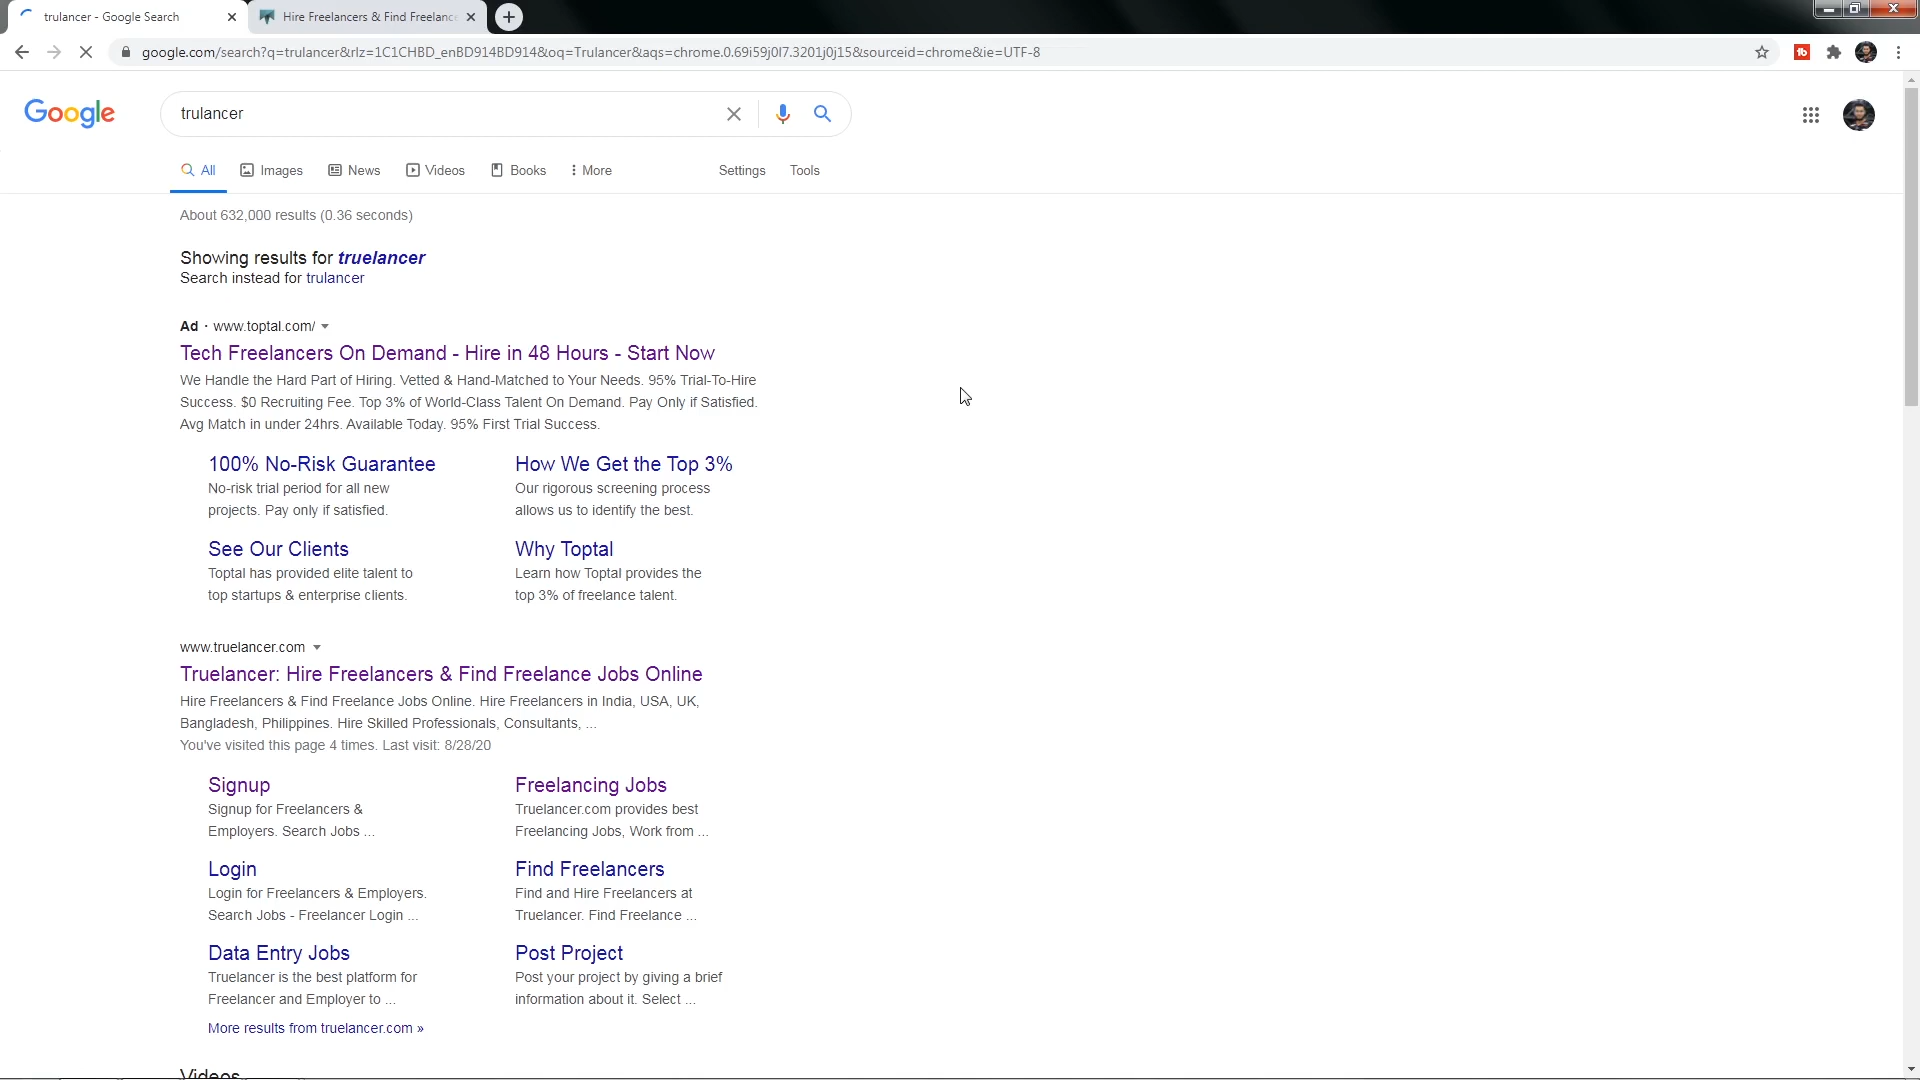 trulancer - Google Search
Hire Freelancers & Find Freelanc
google.com/search?q=trulancer&rlz=1C1CHBD_enBD914BD914&oq=Trulancer&aqs=chrome.0.69i59j0l7.3201j0j15&sourceid=chrome&ie=UTF-8
Google
trulancer
All Images News Videos Books More Settings Tools
About 632,000 results (0.36 seconds)
Showing results for truelancer
Search instead for trulancer
Ad · www.toptal.com/
Tech Freelancers On Demand - Hire in 48 Hours - Start Now
We Handle the Hard Part of Hiring. Vetted & Hand-Matched to Your Needs. 95% Trial-To-Hire
Success. $0 Recruiting Fee. Top 3% of World-Class Talent On Demand. Pay Only if Satisfied.
Avg Match in under 24hrs. Available Today. 95% First Trial Success.
100% No-Risk Guarantee
No-risk trial period for all new
projects. Pay only if satisfied.
How We Get the Top 3%
Our rigorous screening process
allows us to identify the best.
See Our Clients
Toptal has provided elite talent to
top startups & enterprise clients.
Why Toptal
Learn how Toptal provides the
top 3% of freelance talent.
www.truelancer.com
Truelancer: Hire Freelancers & Find Freelance Jobs Online
Hire Freelancers & Find Freelance Jobs Online. Hire Freelancers in India, USA, UK,
Bangladesh, Philippines. Hire Skilled Professionals, Consultants, ...
You've visited this page 4 times. Last visit: 8/28/20
Signup
Signup for Freelancers &
Employers. Search Jobs ...
Freelancing Jobs
Truelancer.com provides best
Freelancing Jobs, Work from ...
Login
Login for Freelancers & Employers.
Search Jobs - Freelancer Login ...
Find Freelancers
Find and Hire Freelancers at
Truelancer. Find Freelance ...
Data Entry Jobs
Truelancer is the best platform for
Freelancer and Employer to ...
Post Project
Post your project by giving a brief
information about it. Select ...
More results from truelancer.com »
Videos